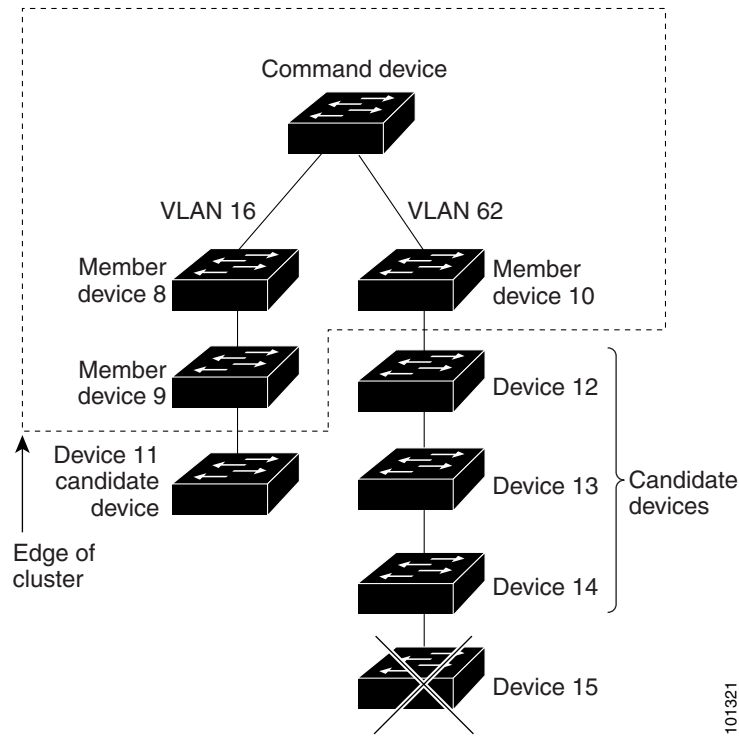 Command device
VLAN 16
VLAN 62
Member
device 8
Member
device 10
Member
device 9
Device 12
Device 11
candidate
device
Device 13
Candidate
devices
Edge of
cluster
Device 14
Device 15
101321